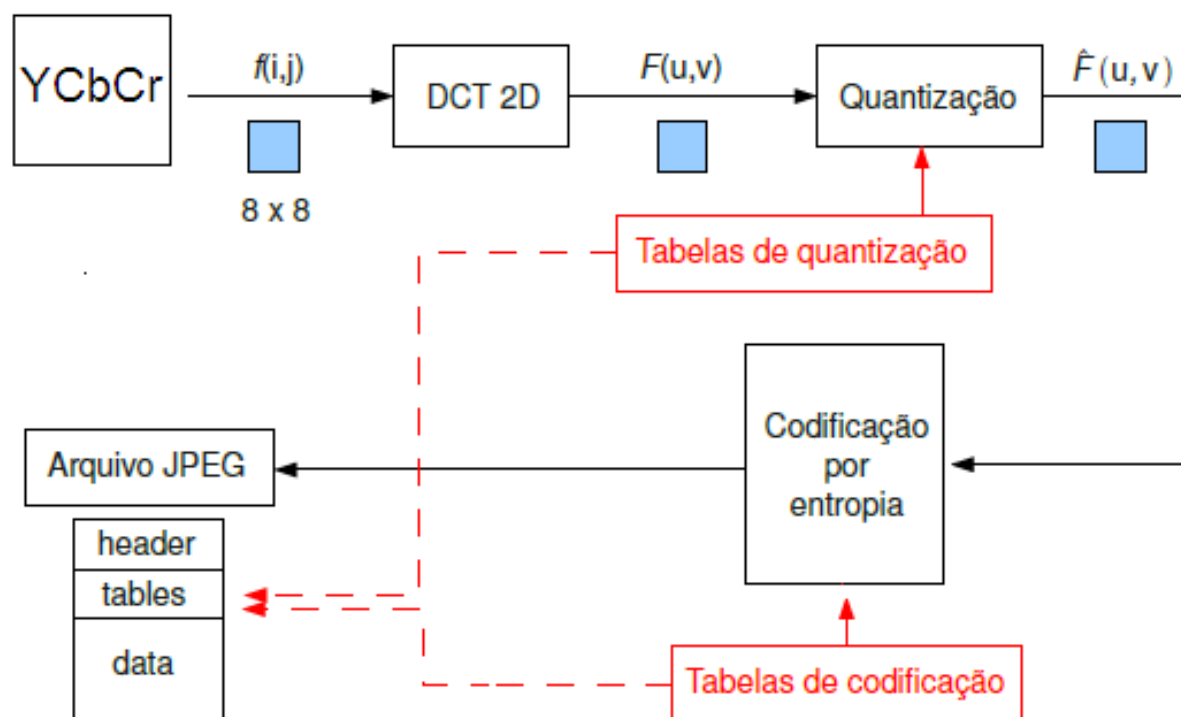 YCbCr
f(i,j)
DCT 2D
F(u,v)
Quantização
F̂(u,v)
8 x 8
Tabelas de quantização
Codificação
por
entropia
Arquivo JPEG
header
tables
data
Tabelas de codificação